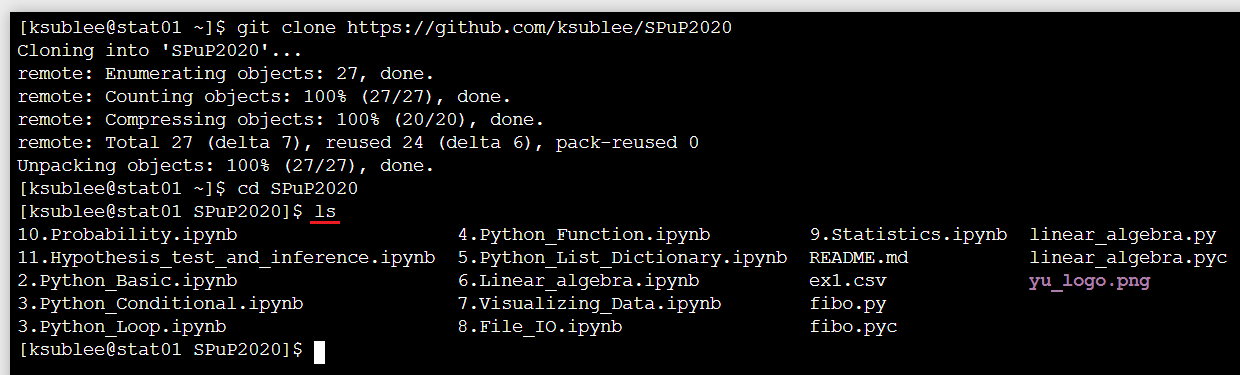 [ksublee@stat01 ~]$ git clone https://github.com/ksublee/SPuP2020
Cloning into 'SPuP2020'...
remote: Enumerating objects: 27, done.
remote: Counting objects: 100% (27/27), done.
remote: Compressing objects: 100% (20/20), done.
remote: Total 27 (delta 7), reused 24 (delta 6), pack-reused 0
Unpacking objects: 100% (27/27), done.
[ksublee@stat01 ~]$ cd SPuP2020
[ksublee@stat01 SPuP2020]$ ls
10.Probability.ipynb 4.Python_Function.ipynb 9.Statistics.ipynb linear_algebra.py
11.Hypothesis_test_and_inference.ipynb 5.Python_List_Dictionary.ipynb README.md linear_algebra.pyc
2.Python_Basic.ipynb 6.Linear_algebra.ipynb ex1.csv yu_logo.png
3.Python_Conditional.ipynb 7.Visualizing_Data.ipynb fibo.py
3.Python_Loop.ipynb 8.File_IO.ipynb fibo.pyc
[ksublee@stat01 SPuP2020]$